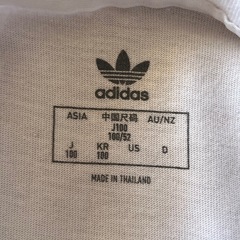 adidas
ASIA 中国尺码 AU/NZ
J100
100/52
J KR US D
100 100
MADE IN THAILAND